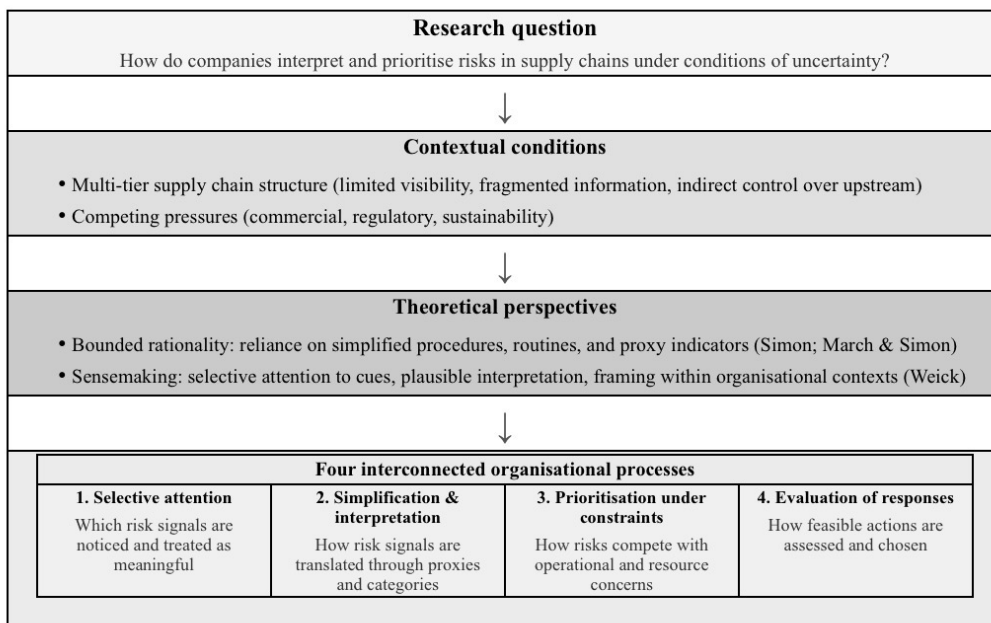 Research question
How do companies interpret and prioritise risks in supply chains under conditions of uncertainty?
↓
Contextual conditions
• Multi-tier supply chain structure (limited visibility, fragmented information, indirect control over upstream)
• Competing pressures (commercial, regulatory, sustainability)
↓
Theoretical perspectives
• Bounded rationality: reliance on simplified procedures, routines, and proxy indicators (Simon; March & Simon)
• Sensemaking: selective attention to cues, plausible interpretation, framing within organisational contexts (Weick)
↓
Four interconnected organisational processes
1. Selective attention
Which risk signals are
noticed and treated as
meaningful
2. Simplification &
interpretation
How risk signals are
translated through proxies
and categories
3. Prioritisation under
constraints
How risks compete with
operational and resource
concerns
4. Evaluation of responses
How feasible actions are
assessed and chosen